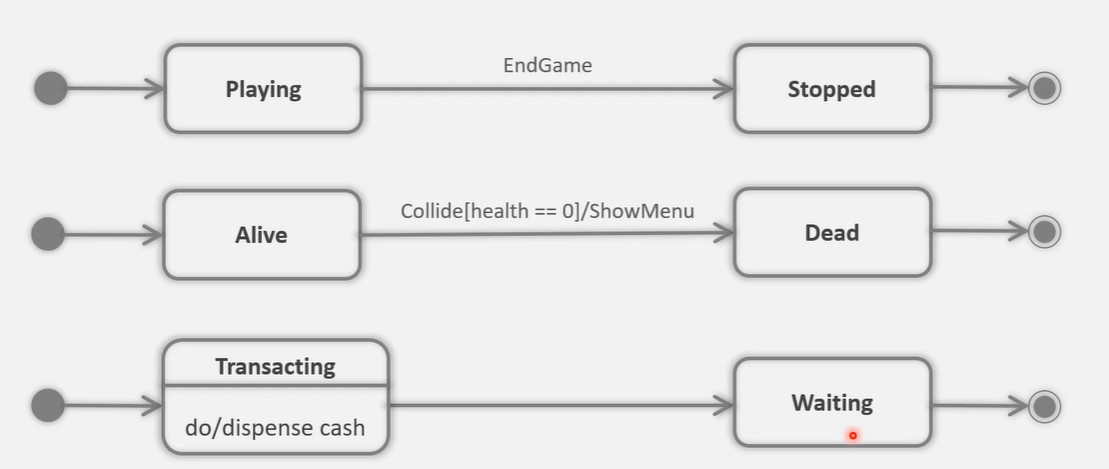 Playing
EndGame
Stopped
Alive
Collide[health == 0]/ShowMenu
Dead
Transacting
do/dispense cash
Waiting